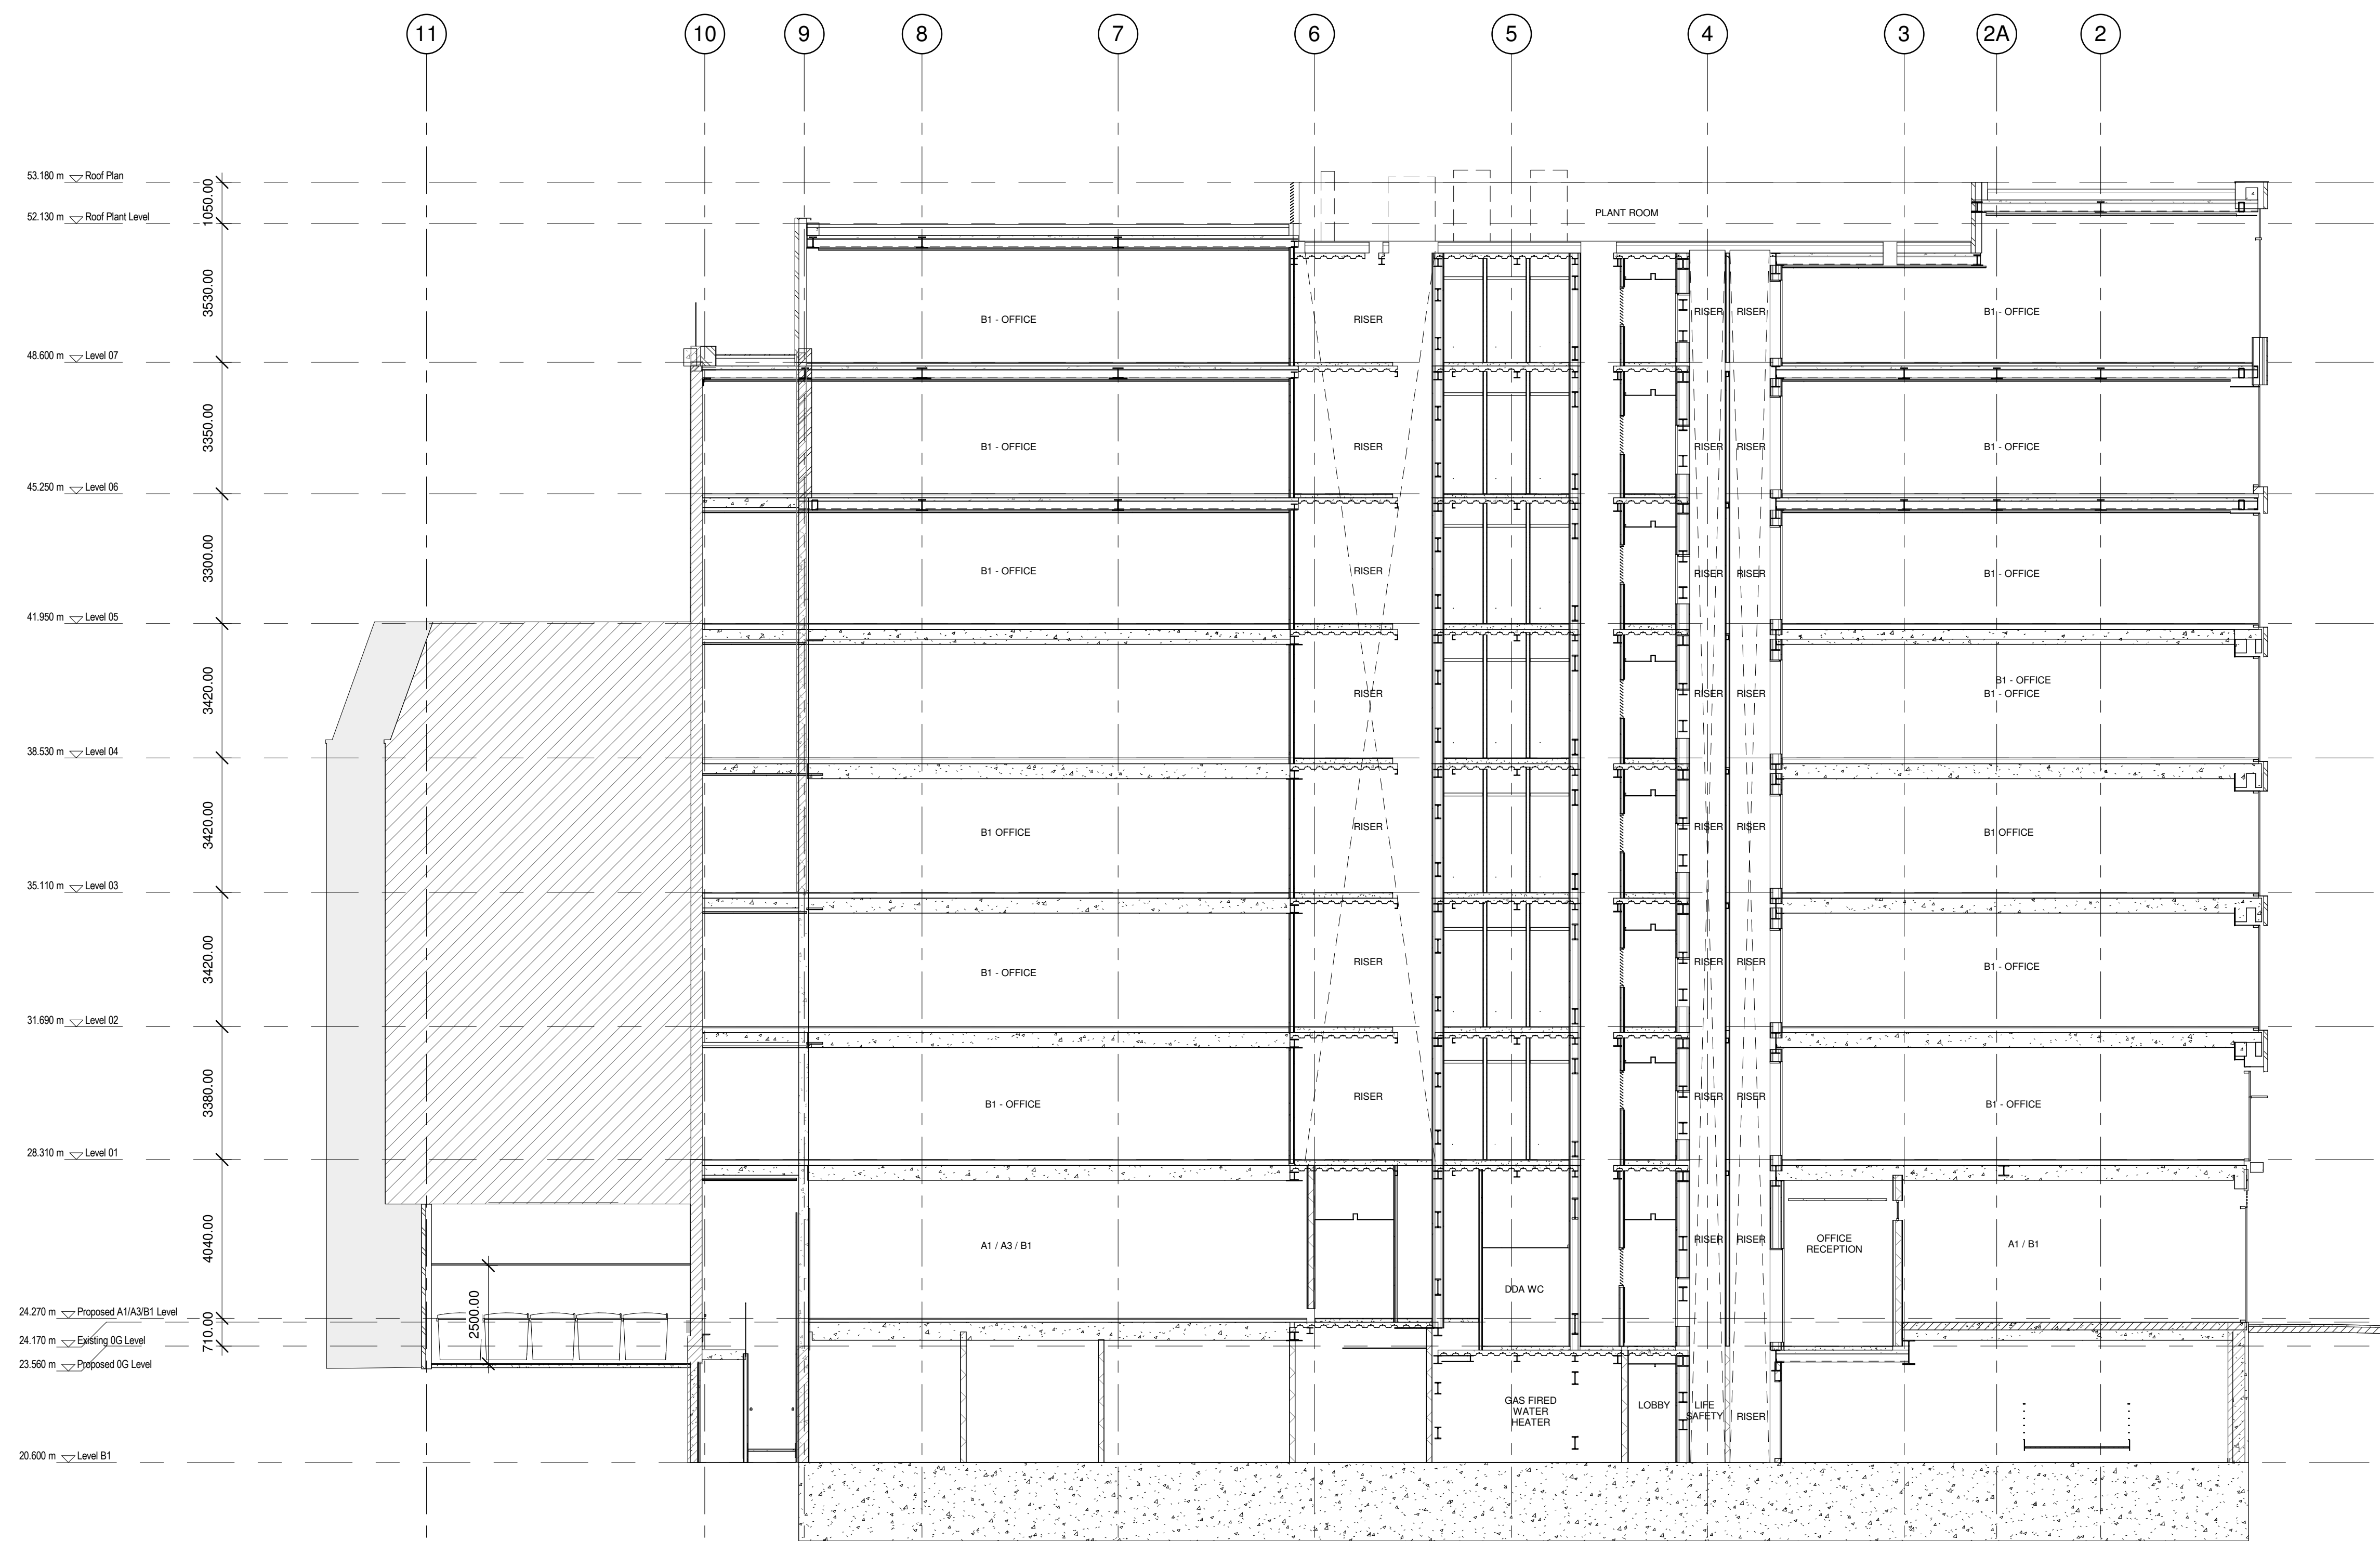 11 10 9 8 7 6 5 4 3 2A 2
53.180 m Roof Plan
1050.00
52.130 m Roof Plant Level
PLANT ROOM
3530.00
B1 - OFFICE RISER RISER RISER B1 - OFFICE
48.600 m Level 07
3350.00
B1 - OFFICE RISER RISER RISER B1 - OFFICE
45.250 m Level 06
3300.00
B1 - OFFICE RISER RISER RISER B1 - OFFICE
41.950 m Level 05
3420.00
B1 - OFFICE
RISER RISER RISER B1 - OFFICE
38.530 m Level 04
3420.00
B1 OFFICE RISER RISER RISER B1 OFFICE
35.110 m Level 03
3420.00
B1 - OFFICE RISER RISER RISER B1 - OFFICE
31.690 m Level 02
3380.00
B1 - OFFICE RISER RISER RISER B1 - OFFICE
28.310 m Level 01
4040.00
A1 / A3 / B1 RISER RISER OFFICE
RECEPTION
A1 / B1
DDA WC
2500.00
24.270 m Proposed A1/A3/B1 Level
710.00
24.170 m Existing 0G Level
23.560 m Proposed 0G Level
GAS FIRED
WATER
HEATER
LOBBY
LIFE
SAFETY
RISER
20.600 m Level B1